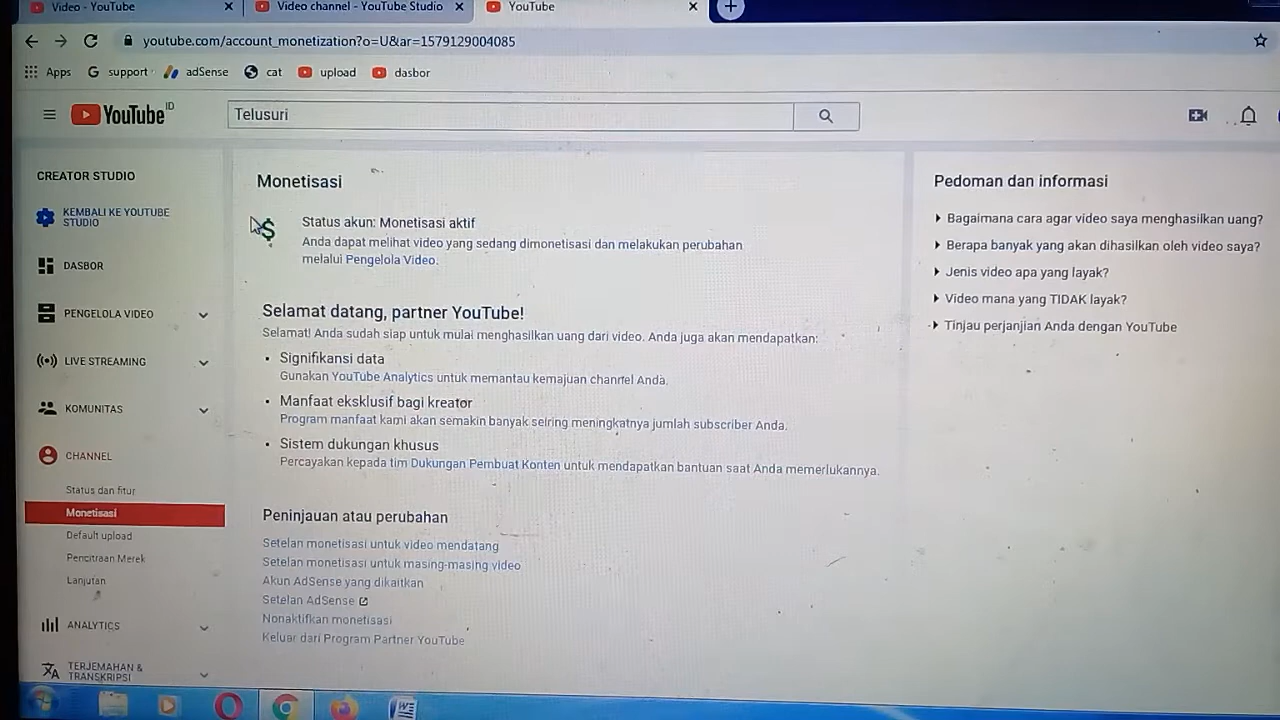 Video - YouTube
Video channel - YouTube Studio
YouTube
youtube.com/account_monetization?o=U&ar=1579129004085
Apps
support
adSense
cat
upload
dasbor
YouTube ID
Telusuri
CREATOR STUDIO
KEMBALI KE YOUTUBE
STUDIO
DASBOR
PENGELOLA VIDEO
LIVE STREAMING
KOMUNITAS
CHANNEL
Status dan fitur
Monetisasi
Default upload
Pencitraan Merek
Lanjutan
ANALYTICS
TERJEMAHAN &
TRANSKRIPSI
Monetisasi
Status akun: Monetisasi aktif
Anda dapat melihat video yang sedang dimonetisasi dan melakukan perubahan
melalui Pengelola Video.
Selamat datang, partner YouTube!
Selamat! Anda sudah siap untuk mulai menghasilkan uang dari video. Anda juga akan mendapatkan:
• Signifikansi data
Gunakan YouTube Analytics untuk memantau kemajuan channel Anda.
• Manfaat eksklusif bagi kreator
Program manfaat kami akan semakin banyak seiring meningkatnya jumlah subscriber Anda.
• Sistem dukungan khusus
Percayakan kepada tim Dukungan Pembuat Konten untuk mendapatkan bantuan saat Anda memerlukannya.
Peninjauan atau perubahan
Setelan monetisasi untuk video mendatang
Setelan monetisasi untuk masing-masing video
Akun AdSense yang dikaitkan
Setelan AdSense
Nonaktifkan monetisasi
Keluar dari Program Partner YouTube
Pedoman dan informasi
Bagaimana cara agar video saya menghasilkan uang?
Berapa banyak yang akan dihasilkan oleh video saya?
Jenis video apa yang layak?
Video mana yang TIDAK layak?
Tinjau perjanjian Anda dengan YouTube